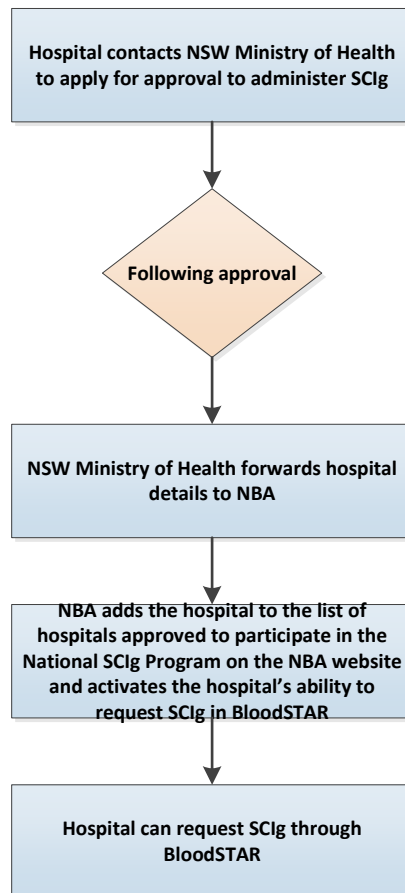 Hospital contacts NSW Ministry of Health
to apply for approval to administer SCIg
Following approval
NSW Ministry of Health forwards hospital
details to NBA
NBA adds the hospital to the list of
hospitals approved to participate in the
National SCIg Program on the NBA website
and activates the hospital’s ability to
request SCIg in BloodSTAR
Hospital can request SCIg through
BloodSTAR